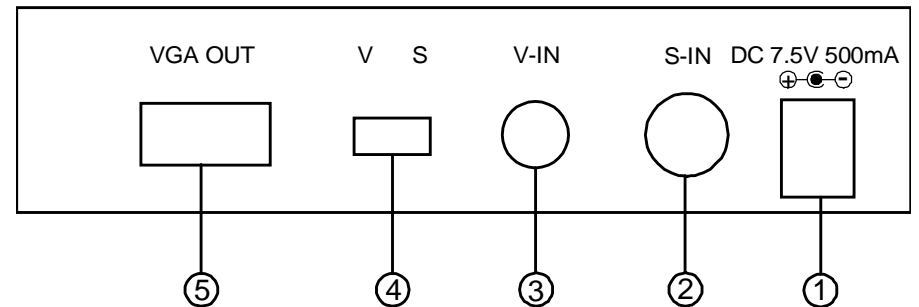 VGA OUT V S V-IN S-IN DC 7.5V 500mA
⑤ ④ ③ ② ①